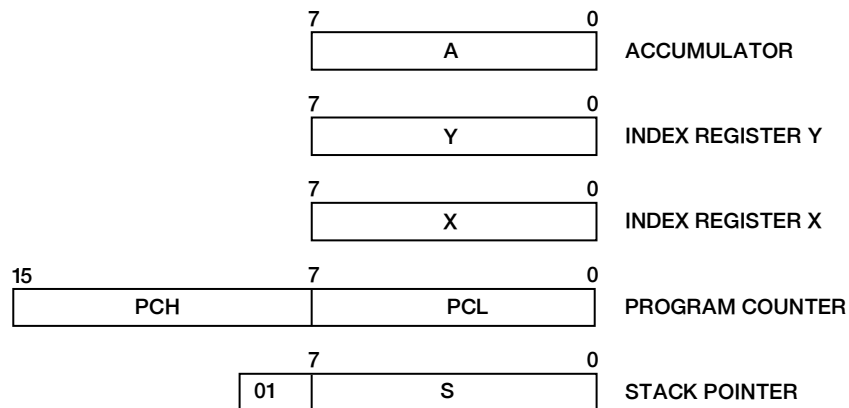 7 0
A ACCUMULATOR
7 0
Y INDEX REGISTER Y
7 0
X INDEX REGISTER X
15 7 0
PCH PCL PROGRAM COUNTER
7 0
01 S STACK POINTER